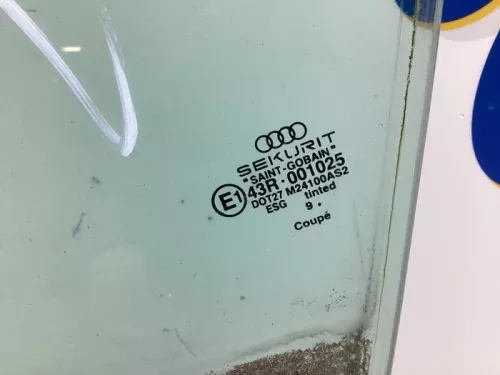 SEKURIT
"SAINT-GOBAIN"
E1 43R-001025
DOT27 M24100AS2
ESG tinted
9 .
Coupé